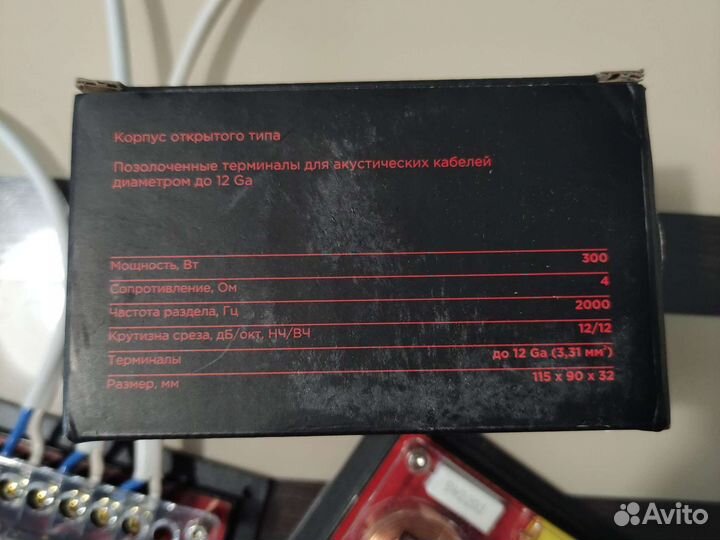 Корпус открытого типа
Позолоченные терминалы для акустических кабелей
диаметром до 12 Ga
Мощность, Вт 300
Сопротивление, Ом 4
Частота раздела, Гц 2000
Крутизна среза, дБ/окт, НЧ/ВЧ 12/12
Терминалы до 12 Ga (3,31 мм²)
Размер, мм 115 x 90 x 32
Avito